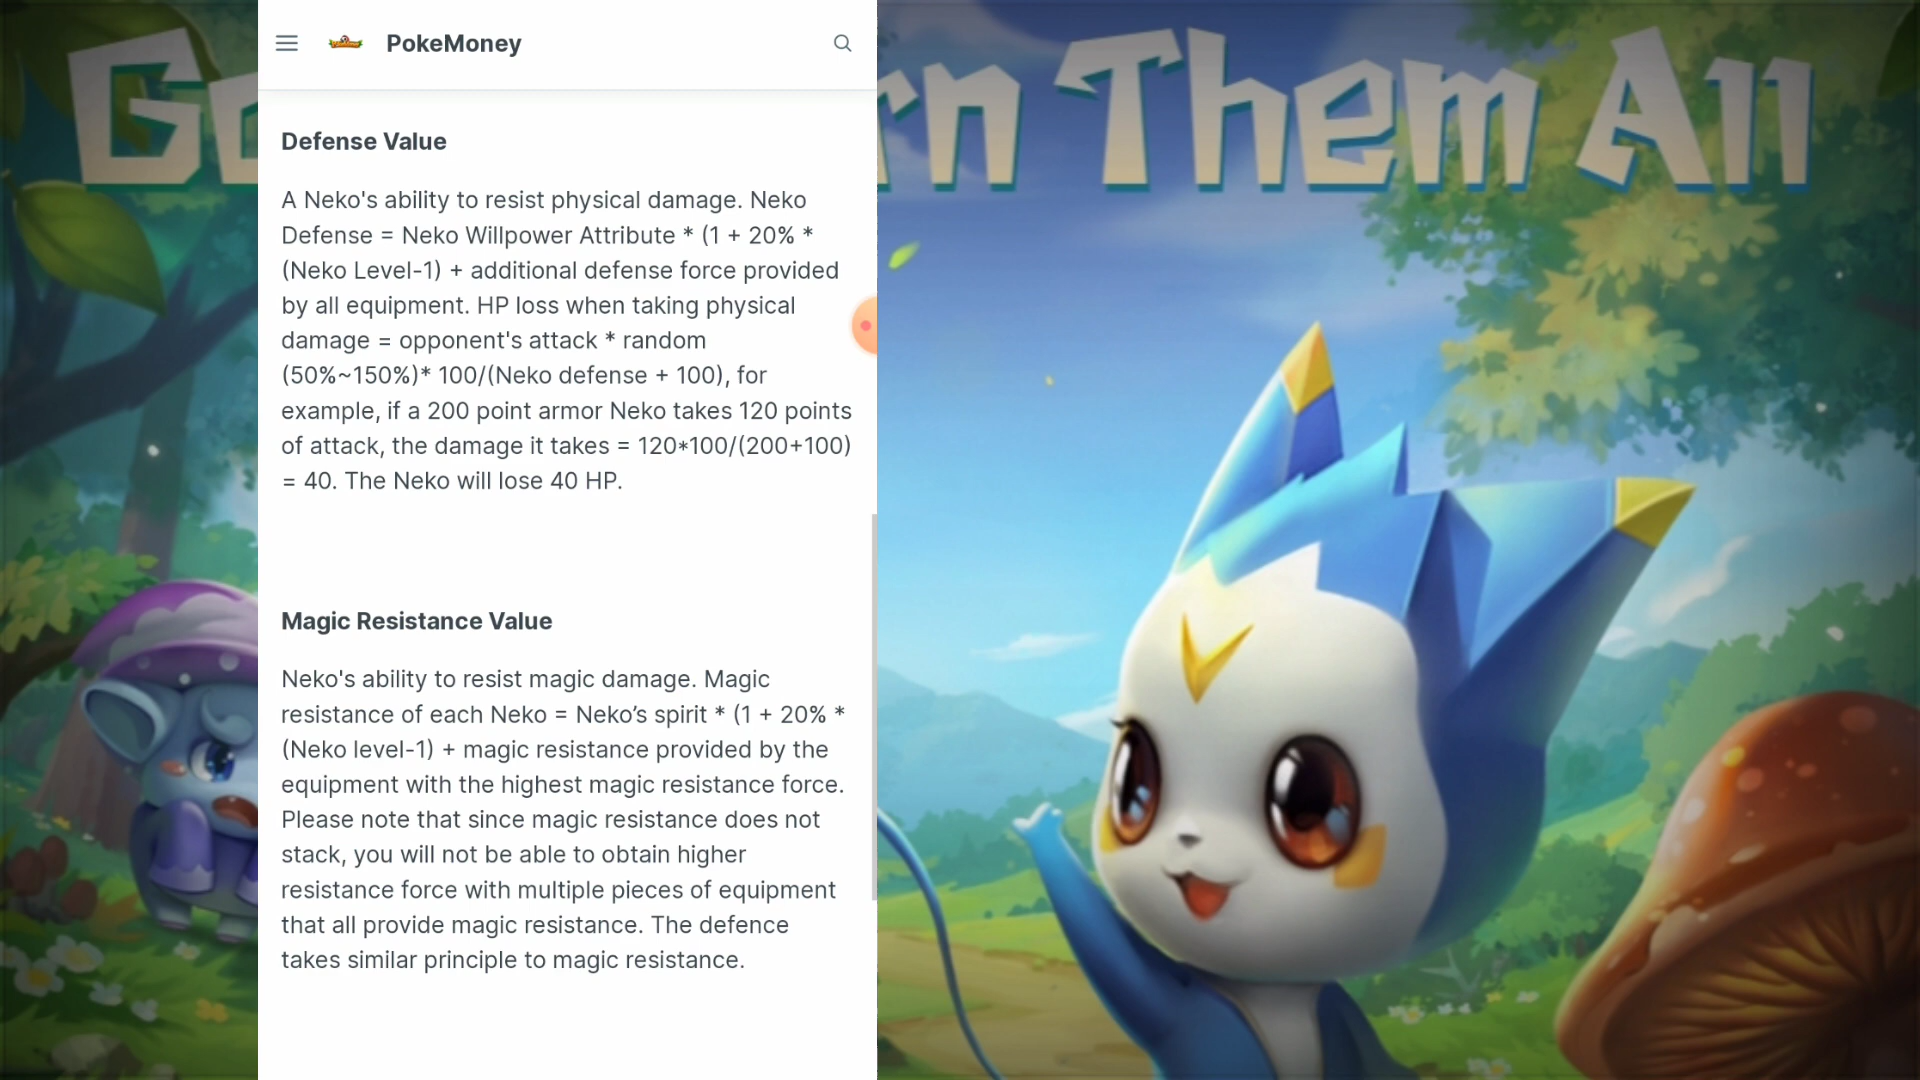 PokeMoney
Defense Value
A Neko's ability to resist physical damage. Neko
Defense = Neko Willpower Attribute * (1 + 20% *
(Neko Level-1) + additional defense force provided
by all equipment. HP loss when taking physical
damage = opponent's attack * random
(50%~150%)* 100/(Neko defense + 100), for
example, if a 200 point armor Neko takes 120 points
of attack, the damage it takes = 120*100/(200+100)
= 40. The Neko will lose 40 HP.
Magic Resistance Value
Neko's ability to resist magic damage. Magic
resistance of each Neko = Neko’s spirit * (1 + 20% *
(Neko level-1) + magic resistance provided by the
equipment with the highest magic resistance force.
Please note that since magic resistance does not
stack, you will not be able to obtain higher
resistance force with multiple pieces of equipment
that all provide magic resistance. The defence
takes similar principle to magic resistance.
Them All